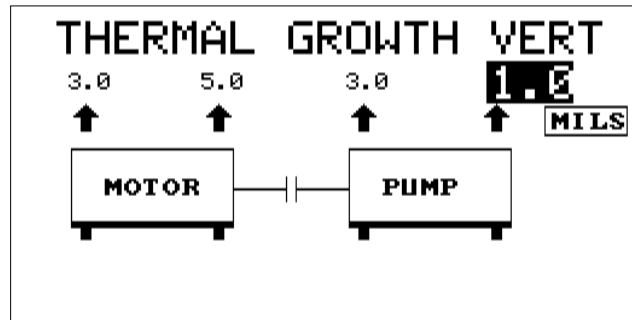 THERMAL GROWTH VERT
3.0 5.0 3.0 1.0
MILS
MOTOR PUMP